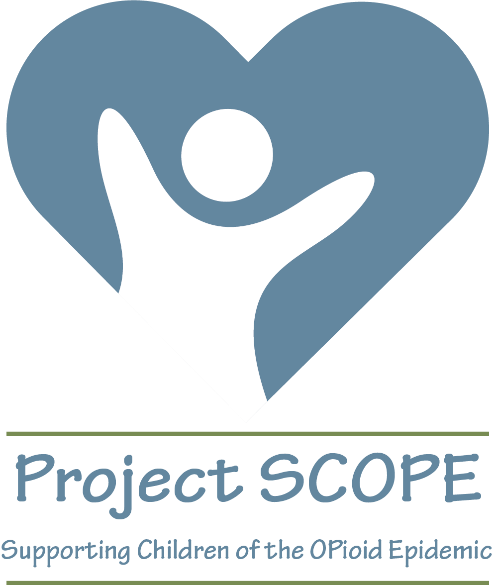 Project SCOPE
Supporting Children of the OPioid Epidemic